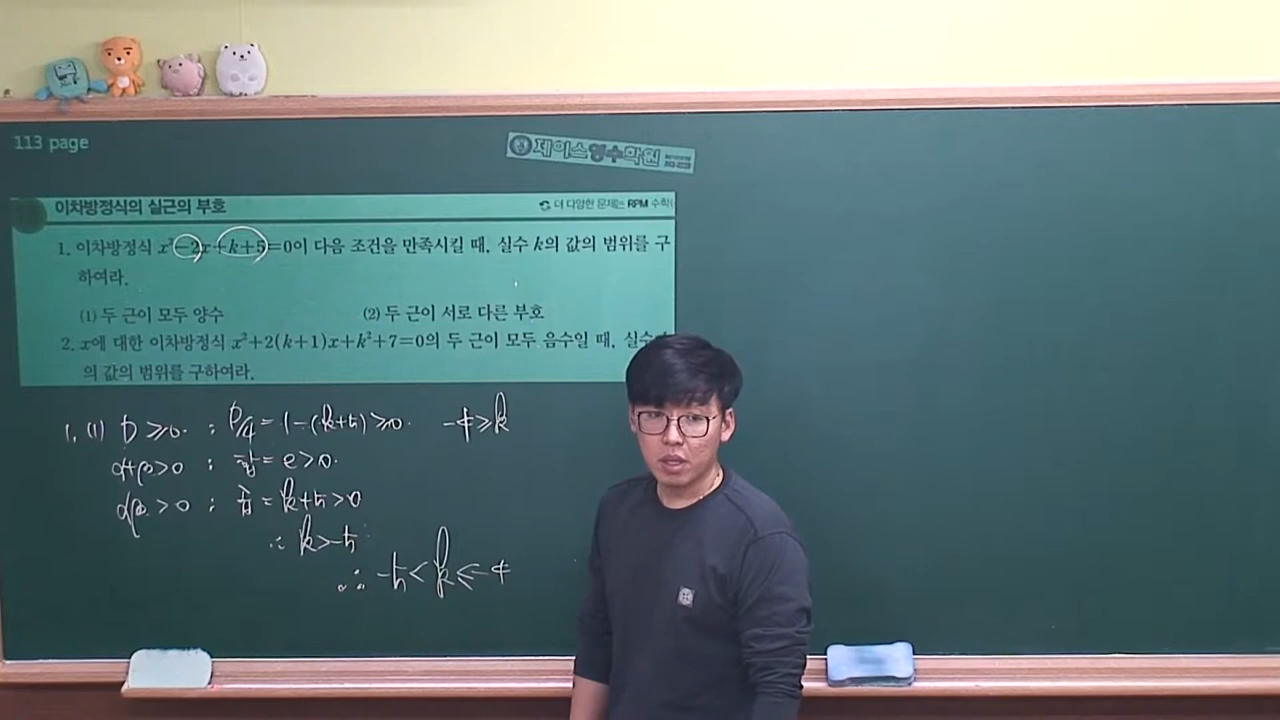 113 page
제이스영수학원
이차방정식의 실근의 부호
더 다양한 문제는 RPM 수학(
1. 이차방정식 x²-2x+k+5=0이 다음 조건을 만족시킬 때, 실수 k의 값의 범위를 구
하여라.
(1) 두 근이 모두 양수 (2) 두 근이 서로 다른 부호
2. x에 대한 이차방정식 x²+2(k+1)x+k²+7=0의 두 근이 모두 음수일 때, 실수
의 값의 범위를 구하여라.
1. (1) D≥0. : D/4 = 1-(k+5)≥0. -4≥k
α+β>0 : 합 = 2>0.
αβ>0 : 곱 = k+5>0
∴ k>-5
∴ -5<k≤-4